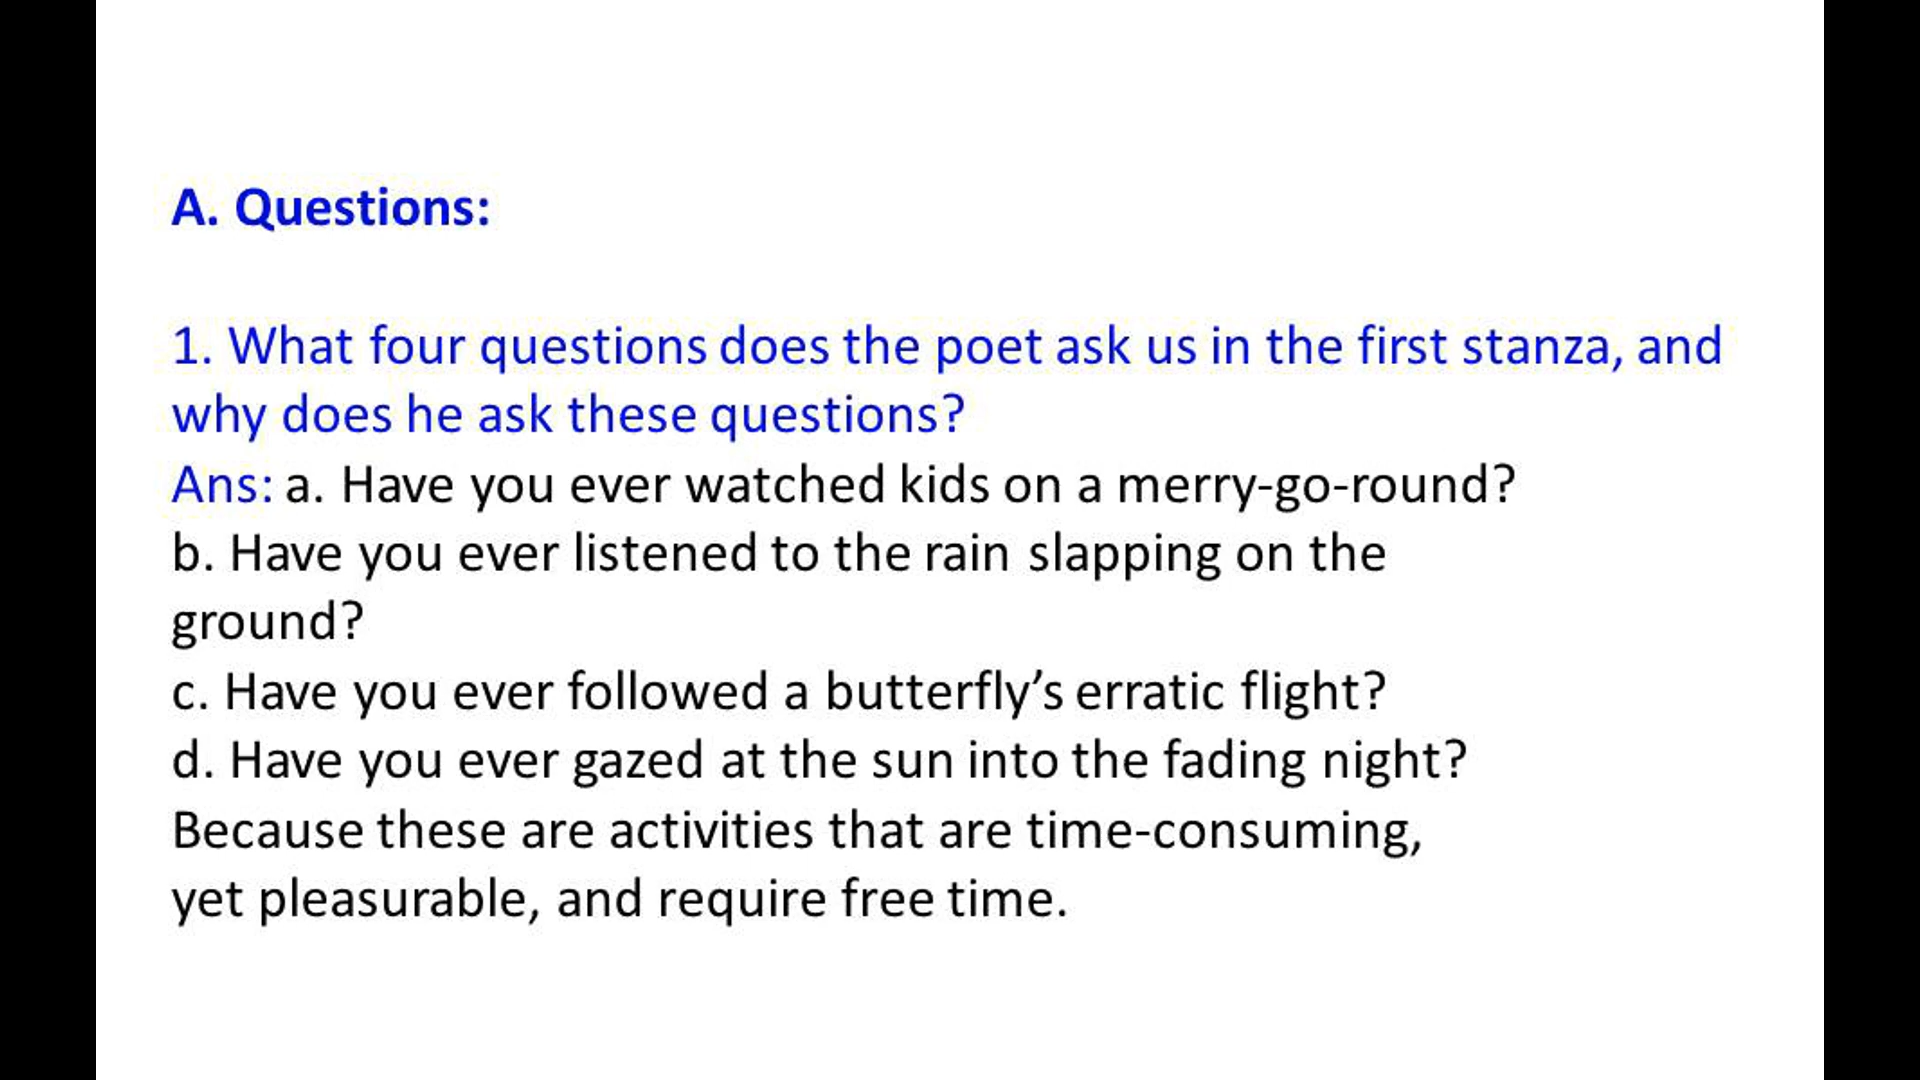 A. Questions:
1. What four questions does the poet ask us in the first stanza, and
why does he ask these questions?
Ans: a. Have you ever watched kids on a merry-go-round?
b. Have you ever listened to the rain slapping on the
ground?
c. Have you ever followed a butterfly’s erratic flight?
d. Have you ever gazed at the sun into the fading night?
Because these are activities that are time-consuming,
yet pleasurable, and require free time.